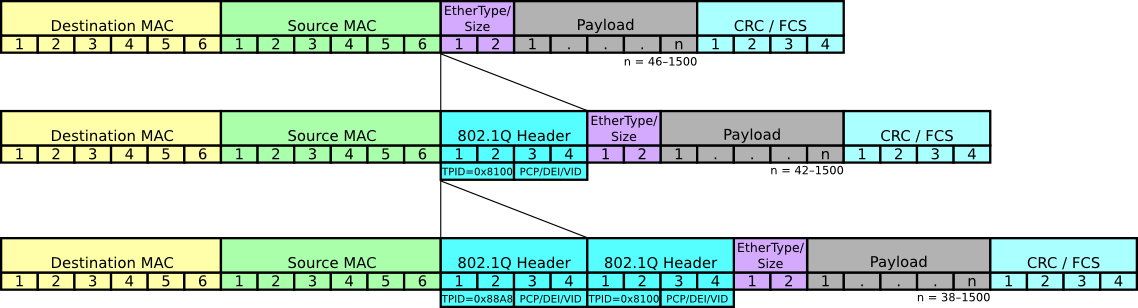 Destination MAC Source MAC EtherType/ Size Payload CRC / FCS
1 2 3 4 5 6 1 2 3 4 5 6 1 2 1 . . . n 1 2 3 4
n = 46–1500
Destination MAC Source MAC 802.1Q Header EtherType/ Size Payload CRC / FCS
1 2 3 4 5 6 1 2 3 4 5 6 1 2 3 4 1 2 1 . . . n 1 2 3 4
TPID=0x8100 PCP/DEI/VID n = 42–1500
Destination MAC Source MAC 802.1Q Header 802.1Q Header EtherType/ Size Payload CRC / FCS
1 2 3 4 5 6 1 2 3 4 5 6 1 2 3 4 1 2 3 4 1 2 1 . . . n 1 2 3 4
TPID=0x88A8 PCP/DEI/VID TPID=0x8100 PCP/DEI/VID n = 38–1500